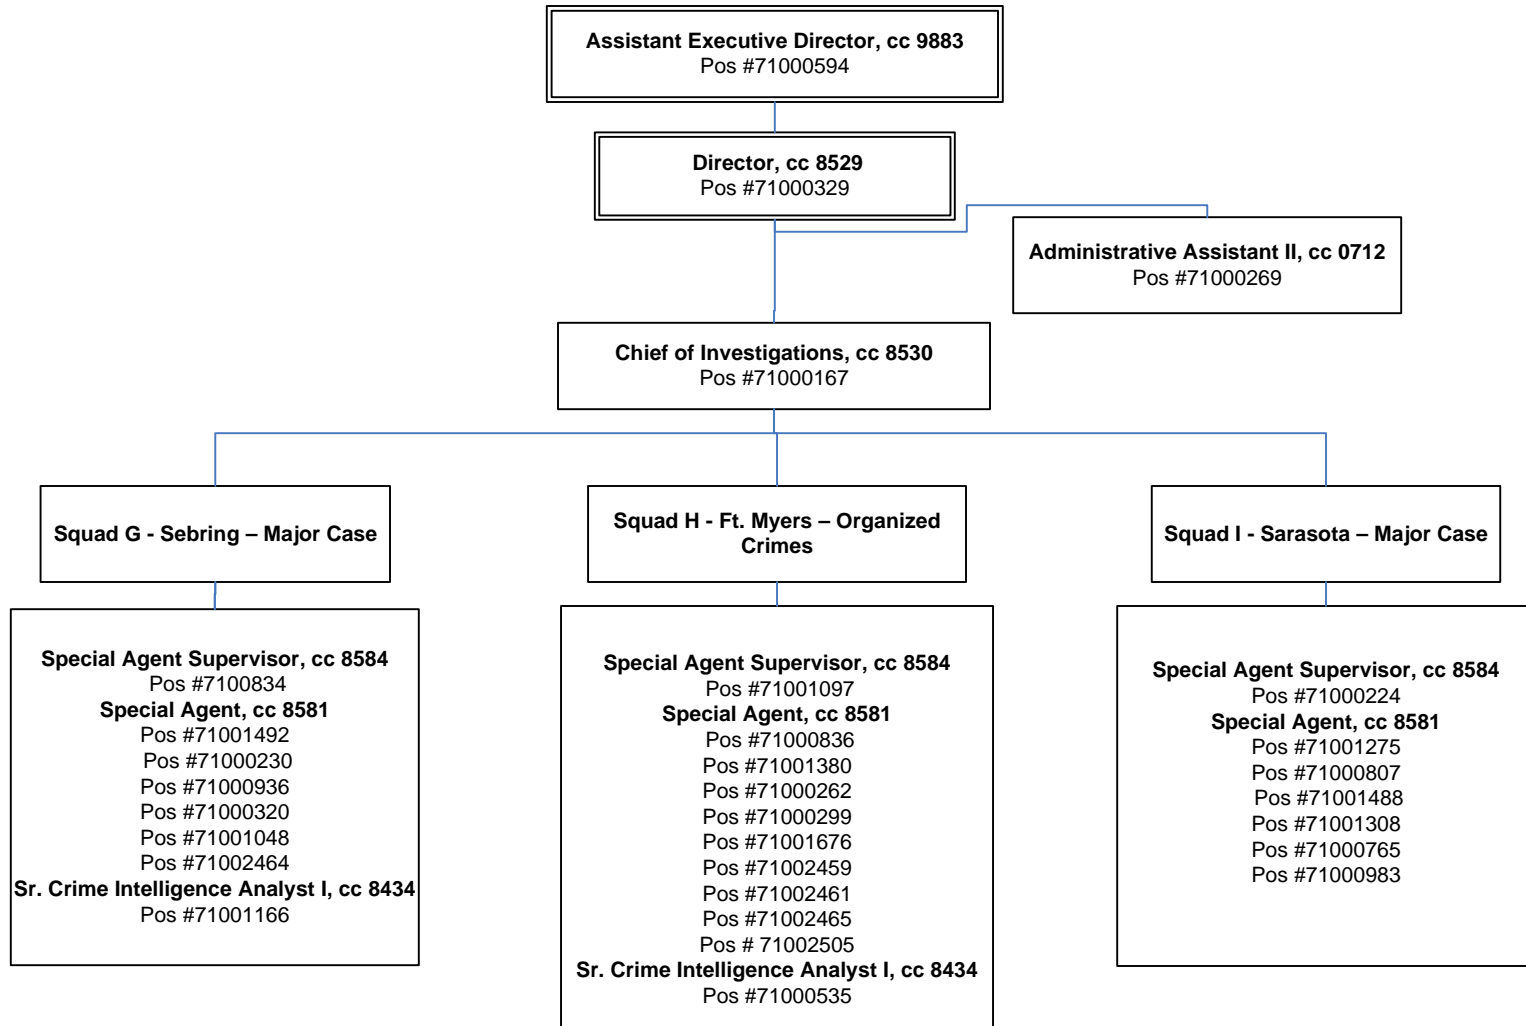 Assistant Executive Director, cc 9883
Pos #71000594
Director, cc 8529
Pos #71000329
Administrative Assistant II, cc 0712
Pos #71000269
Chief of Investigations, cc 8530
Pos #71000167
Squad G - Sebring – Major Case
Squad H - Ft. Myers – Organized
Crimes
Squad I - Sarasota – Major Case
Special Agent Supervisor, cc 8584
Pos #7100834
Special Agent, cc 8581
Pos #71001492
Pos #71000230
Pos #71000936
Pos #71000320
Pos #71001048
Pos #71002464
Sr. Crime Intelligence Analyst I, cc 8434
Pos #71001166
Special Agent Supervisor, cc 8584
Pos #71001097
Special Agent, cc 8581
Pos #71000836
Pos #71001380
Pos #71000262
Pos #71000299
Pos #71001676
Pos #71002459
Pos #71002461
Pos #71002465
Pos # 71002505
Sr. Crime Intelligence Analyst I, cc 8434
Pos #71000535
Special Agent Supervisor, cc 8584
Pos #71000224
Special Agent, cc 8581
Pos #71001275
Pos #71000807
Pos #71001488
Pos #71001308
Pos #71000765
Pos #71000983